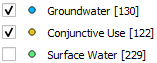 Groundwater [130]
Conjunctive Use [122]
Surface Water [229]